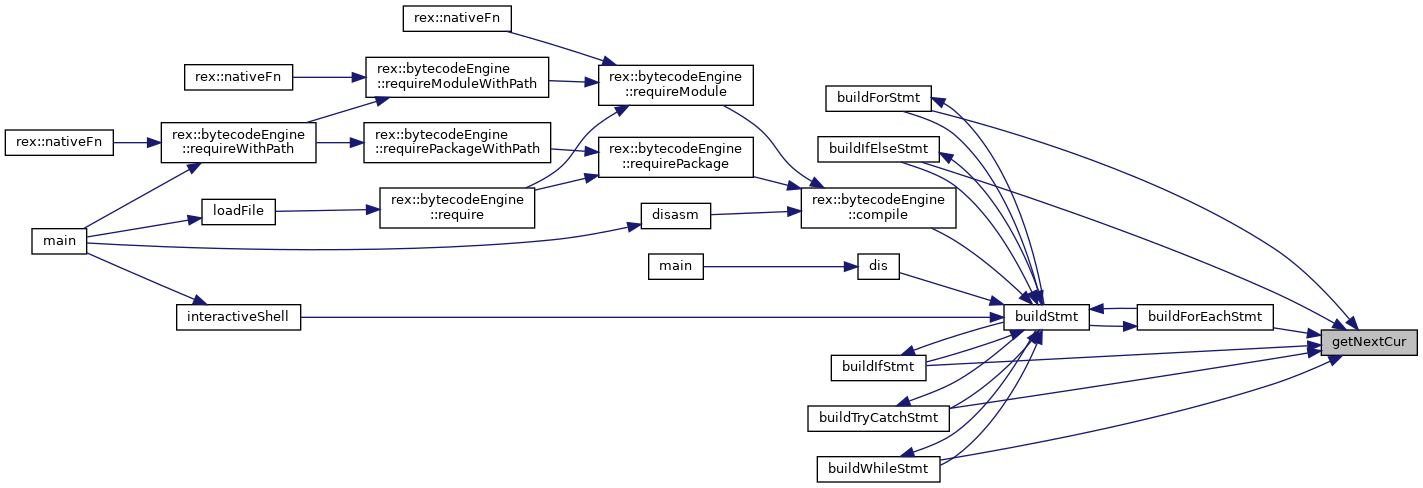 rex::nativeFn
rex::nativeFn
rex::bytecodeEngine
::requireModuleWithPath
rex::bytecodeEngine
::requireModule
buildForStmt
rex::nativeFn
rex::bytecodeEngine
::requireWithPath
rex::bytecodeEngine
::requirePackageWithPath
rex::bytecodeEngine
::requirePackage
buildIfElseStmt
loadFile
rex::bytecodeEngine
::require
disasm
rex::bytecodeEngine
::compile
main
main
dis
interactiveShell
buildStmt
buildForEachStmt
getNextCur
buildIfStmt
buildTryCatchStmt
buildWhileStmt